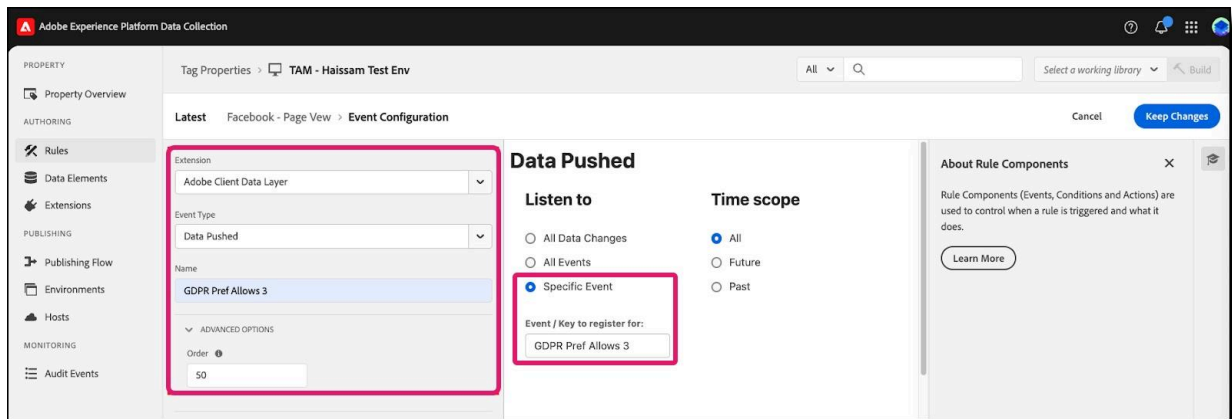 Adobe Experience Platform Data Collection
PROPERTY
Property Overview
AUTHORING
Rules
Data Elements
Extensions
PUBLISHING
Publishing Flow
Environments
Hosts
MONITORING
Audit Events
Tag Properties > TAM - Haissam Test Env
All
Select a working library
Build
Latest Facebook - Page Vew > Event Configuration
Cancel
Keep Changes
Extension
Adobe Client Data Layer
Event Type
Data Pushed
Name
GDPR Pref Allows 3
ADVANCED OPTIONS
Order
50
Data Pushed
Listen to
All Data Changes
All Events
Specific Event
Event / Key to register for:
GDPR Pref Allows 3
Time scope
All
Future
Past
About Rule Components
Rule Components (Events, Conditions and Actions) are
used to control when a rule is triggered and what it
does.
Learn More